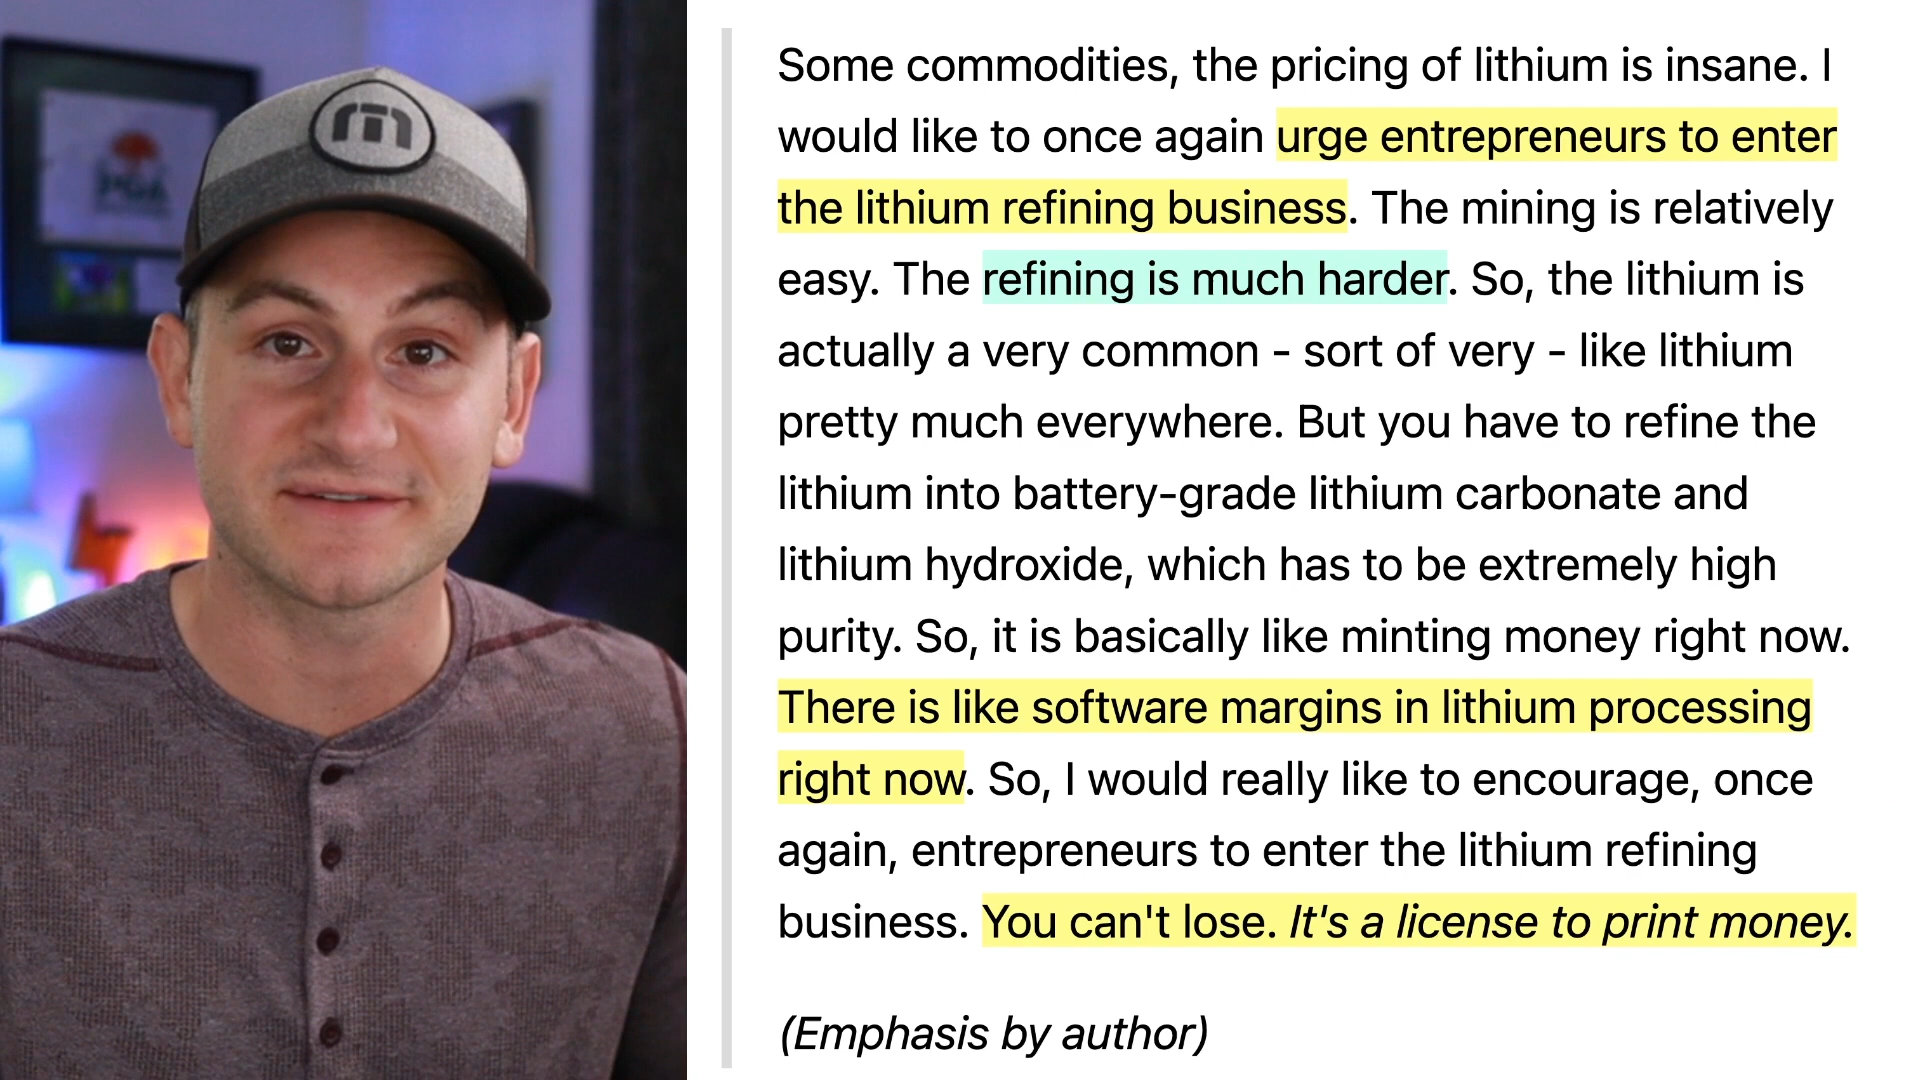 PGA
Some commodities, the pricing of lithium is insane. I
would like to once again urge entrepreneurs to enter
the lithium refining business. The mining is relatively
easy. The refining is much harder. So, the lithium is
actually a very common - sort of very - like lithium
pretty much everywhere. But you have to refine the
lithium into battery-grade lithium carbonate and
lithium hydroxide, which has to be extremely high
purity. So, it is basically like minting money right now.
There is like software margins in lithium processing
right now. So, I would really like to encourage, once
again, entrepreneurs to enter the lithium refining
business. You can't lose. It's a license to print money.
(Emphasis by author)